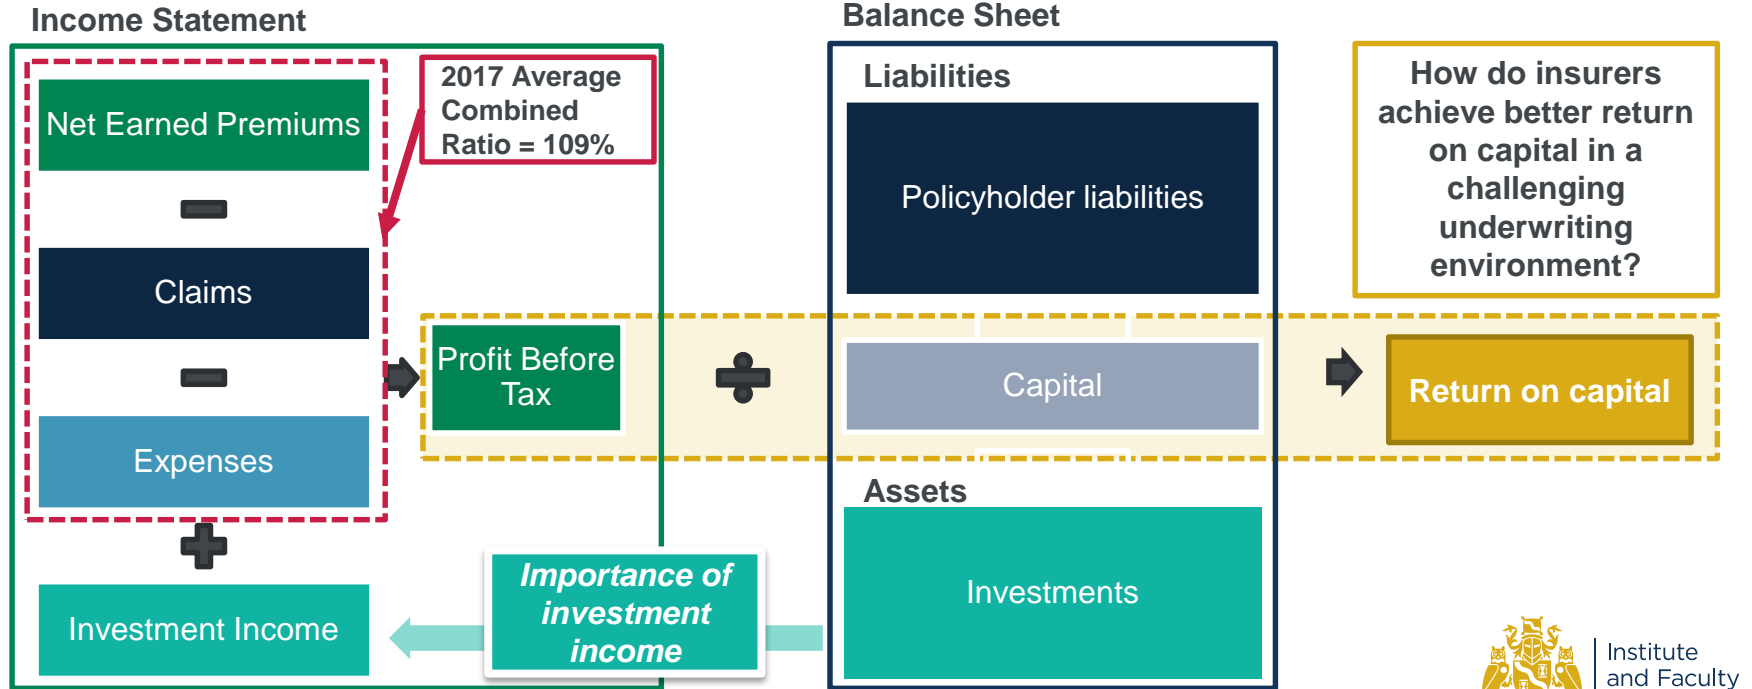 Income Statement
Net Earned Premiums
Claims
Expenses
Investment Income
2017 Average
Combined
Ratio = 109%
Profit Before
Tax
Importance of
investment
income
Balance Sheet
Liabilities
Policyholder liabilities
Capital
Assets
Investments
How do insurers
achieve better return
on capital in a
challenging
underwriting
environment?
Return on capital
Institute
and Faculty